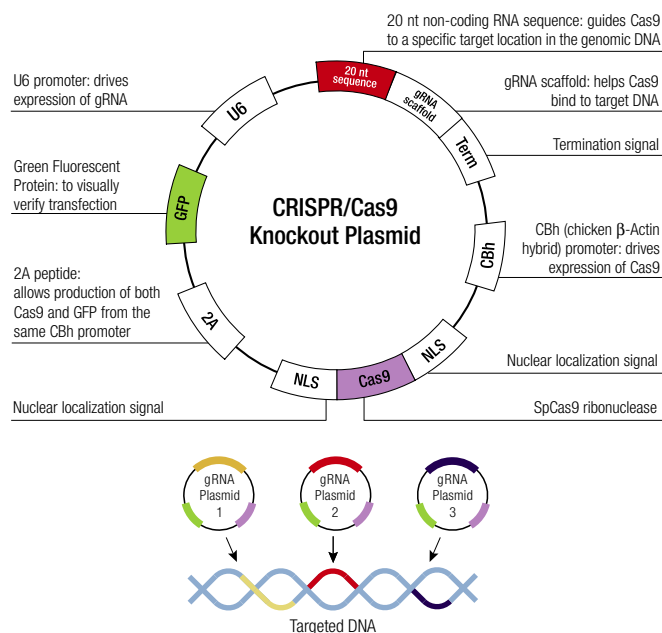 20 nt non-coding RNA sequence: guides Cas9
to a specific target location in the genomic DNA
U6 promoter: drives
expression of gRNA
gRNA scaffold: helps Cas9
bind to target DNA
Termination signal
Green Fluorescent
Protein: to visually
verify transfection
CBh (chicken β-Actin
hybrid) promoter: drives
expression of Cas9
2A peptide:
allows production of both
Cas9 and GFP from the
same CBh promoter
Nuclear localization signal
Nuclear localization signal
SpCas9 ribonuclease
20 nt
sequence
gRNA
scaffold
Term
CBh
NLS
Cas9
NLS
2A
GFP
U6
CRISPR/Cas9
Knockout Plasmid
gRNA
Plasmid
1
gRNA
Plasmid
2
gRNA
Plasmid
3
Targeted DNA